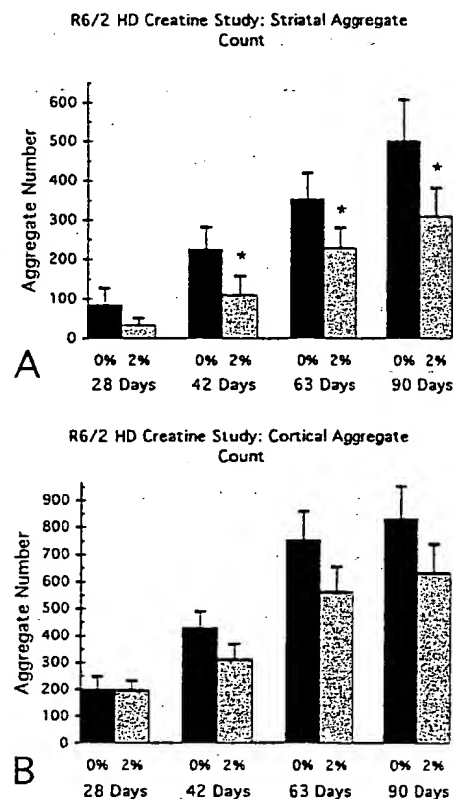 R6/2 HD Creatine Study: Striatal Aggregate
Count
Aggregate Number
600
500
400
300
200
100
0
*
*
*
0% 2% 0% 2% 0% 2% 0% 2%
28 Days 42 Days 63 Days 90 Days
A
R6/2 HD Creatine Study: Cortical Aggregate
Count
Aggregate Number
900
800
700
600
500
400
300
200
100
0
0% 2% 0% 2% 0% 2% 0% 2%
28 Days 42 Days 63 Days 90 Days
B